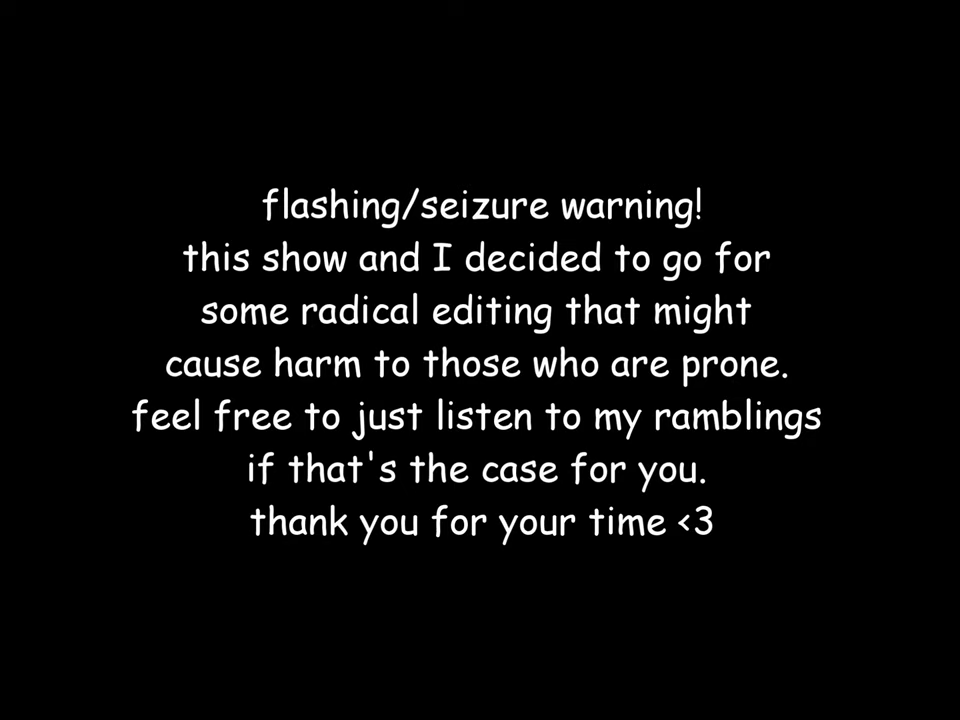 flashing/seizure warning!
this show and I decided to go for
some radical editing that might
cause harm to those who are prone.
feel free to just listen to my ramblings
if that's the case for you.
thank you for your time <3